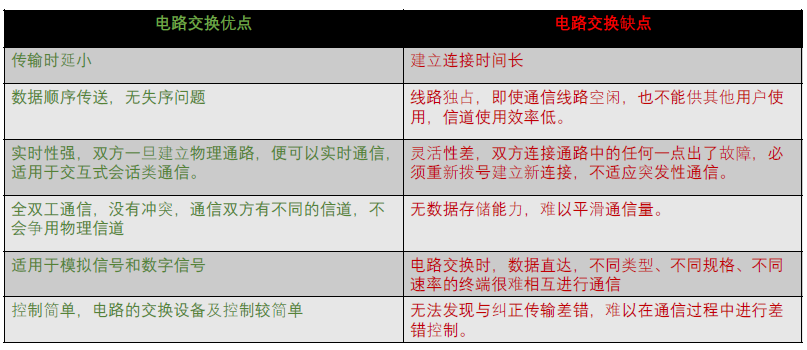 电路交换优点
电路交换缺点
传输时延小
建立连接时间长
数据顺序传送，无失序问题
线路独占，即使通信线路空闲，也不能供其他用户使
用，信道使用效率低。
实时性强，双方一旦建立物理通路，便可以实时通信，
适用于交互式会话类通信。
灵活性差，双方连接通路中的任何一点出了故障，必
须重新拨号建立新连接，不适应突发性通信。
全双工通信，没有冲突，通信双方有不同的信道，不
会争用物理信道
无数据存储能力，难以平滑通信量。
适用于模拟信号和数字信号
电路交换时，数据直达，不同类型、不同规格、不同
速率的终端很难相互进行通信
控制简单，电路的交换设备及控制较简单
无法发现与纠正传输差错，难以在通信过程中进行差
错控制。